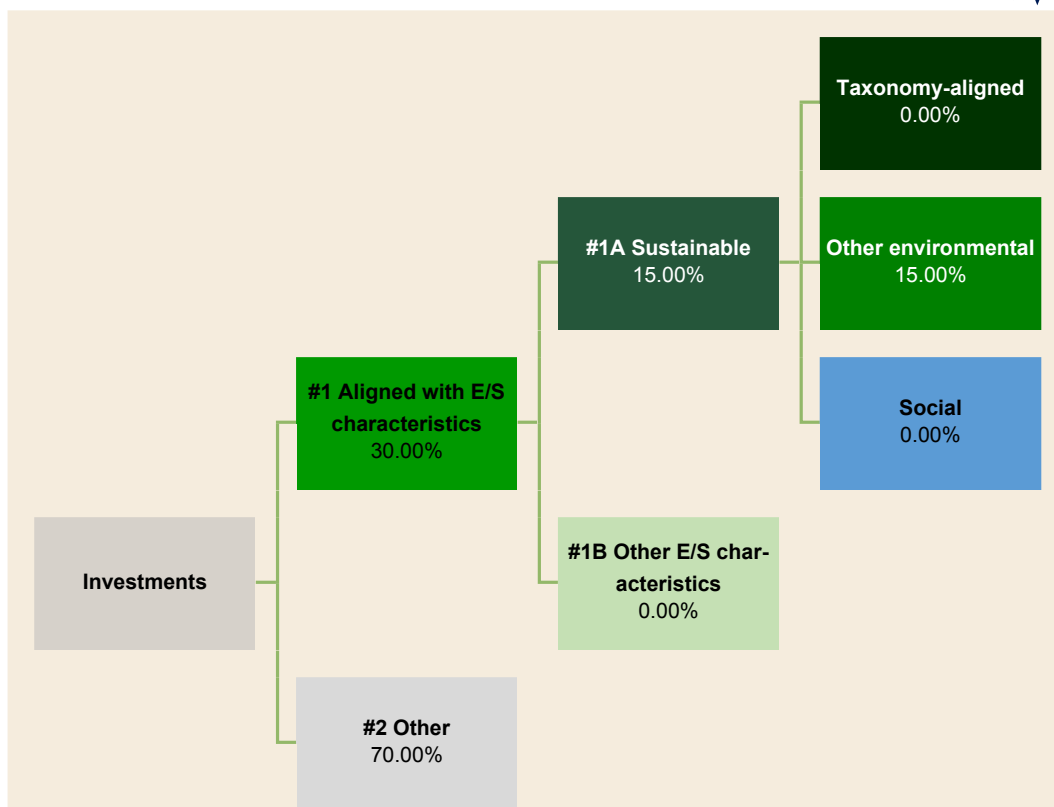 Taxonomy-aligned
0.00%
#1A Sustainable
15.00%
Other environmental
15.00%
#1 Aligned with E/S
characteristics
30.00%
Social
0.00%
Investments
#1B Other E/S char-
acteristics
0.00%
#2 Other
70.00%